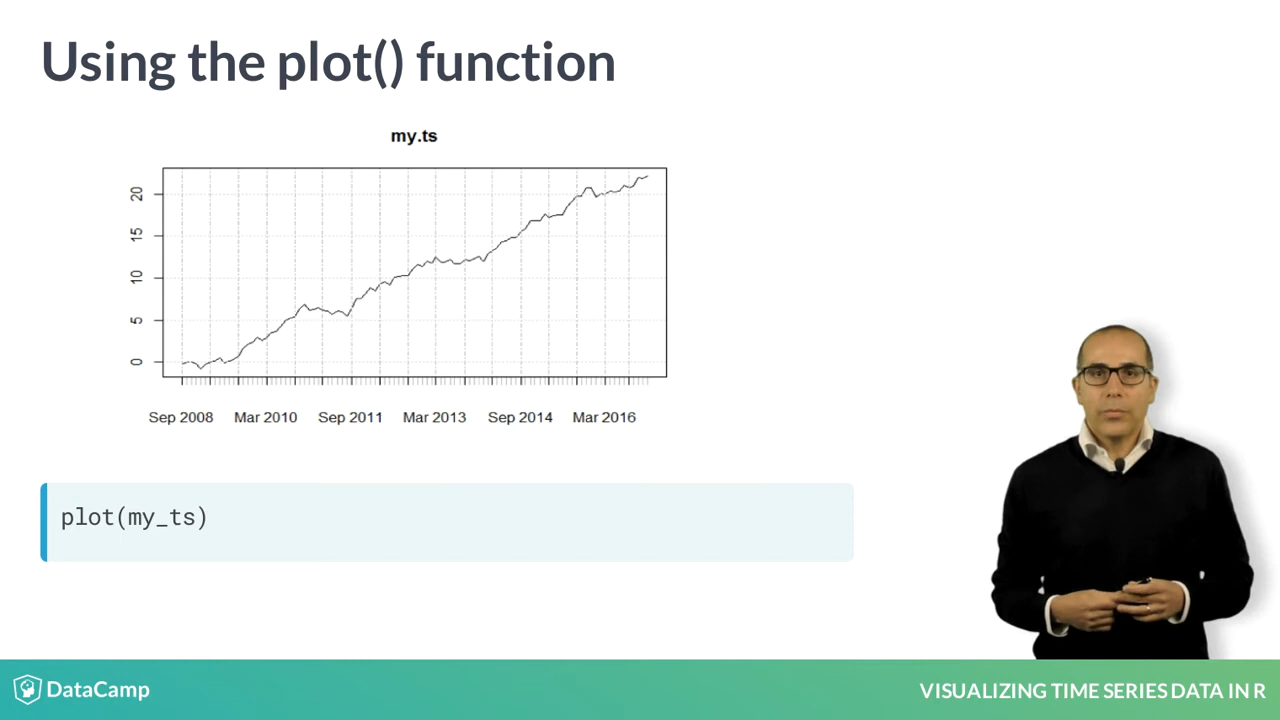 Using the plot() function
my.ts
20
15
10
5
0
Sep 2008 Mar 2010 Sep 2011 Mar 2013 Sep 2014 Mar 2016
plot(my_ts)
DataCamp
VISUALIZING TIME SERIES DATA IN R